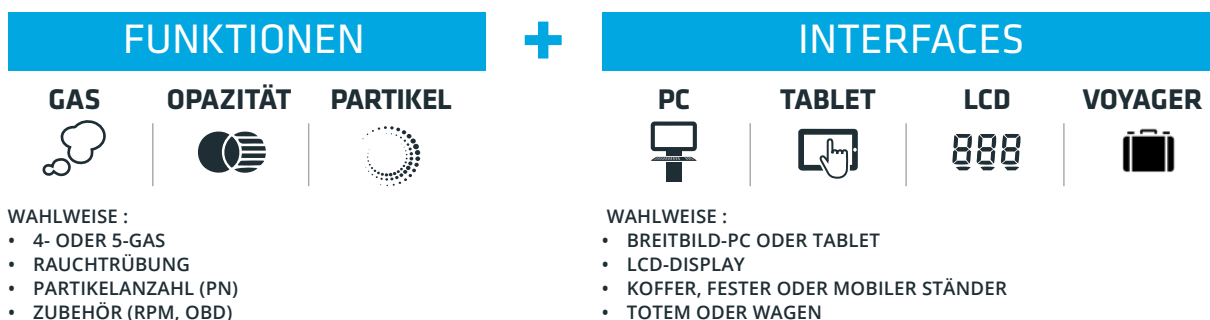 FUNKTIONEN
GAS OPAZITÄT PARTIKEL
WAHLWEISE :
• 4- ODER 5-GAS
• RAUCHTRÜBUNG
• PARTIKELANZAHL (PN)
• ZUBEHÖR (RPM, OBD)
+
INTERFACES
PC TABLET LCD VOYAGER
888
WAHLWEISE :
• BREITBILD-PC ODER TABLET
• LCD-DISPLAY
• KOFFER, FESTER ODER MOBILER STÄNDER
• TOTEM ODER WAGEN